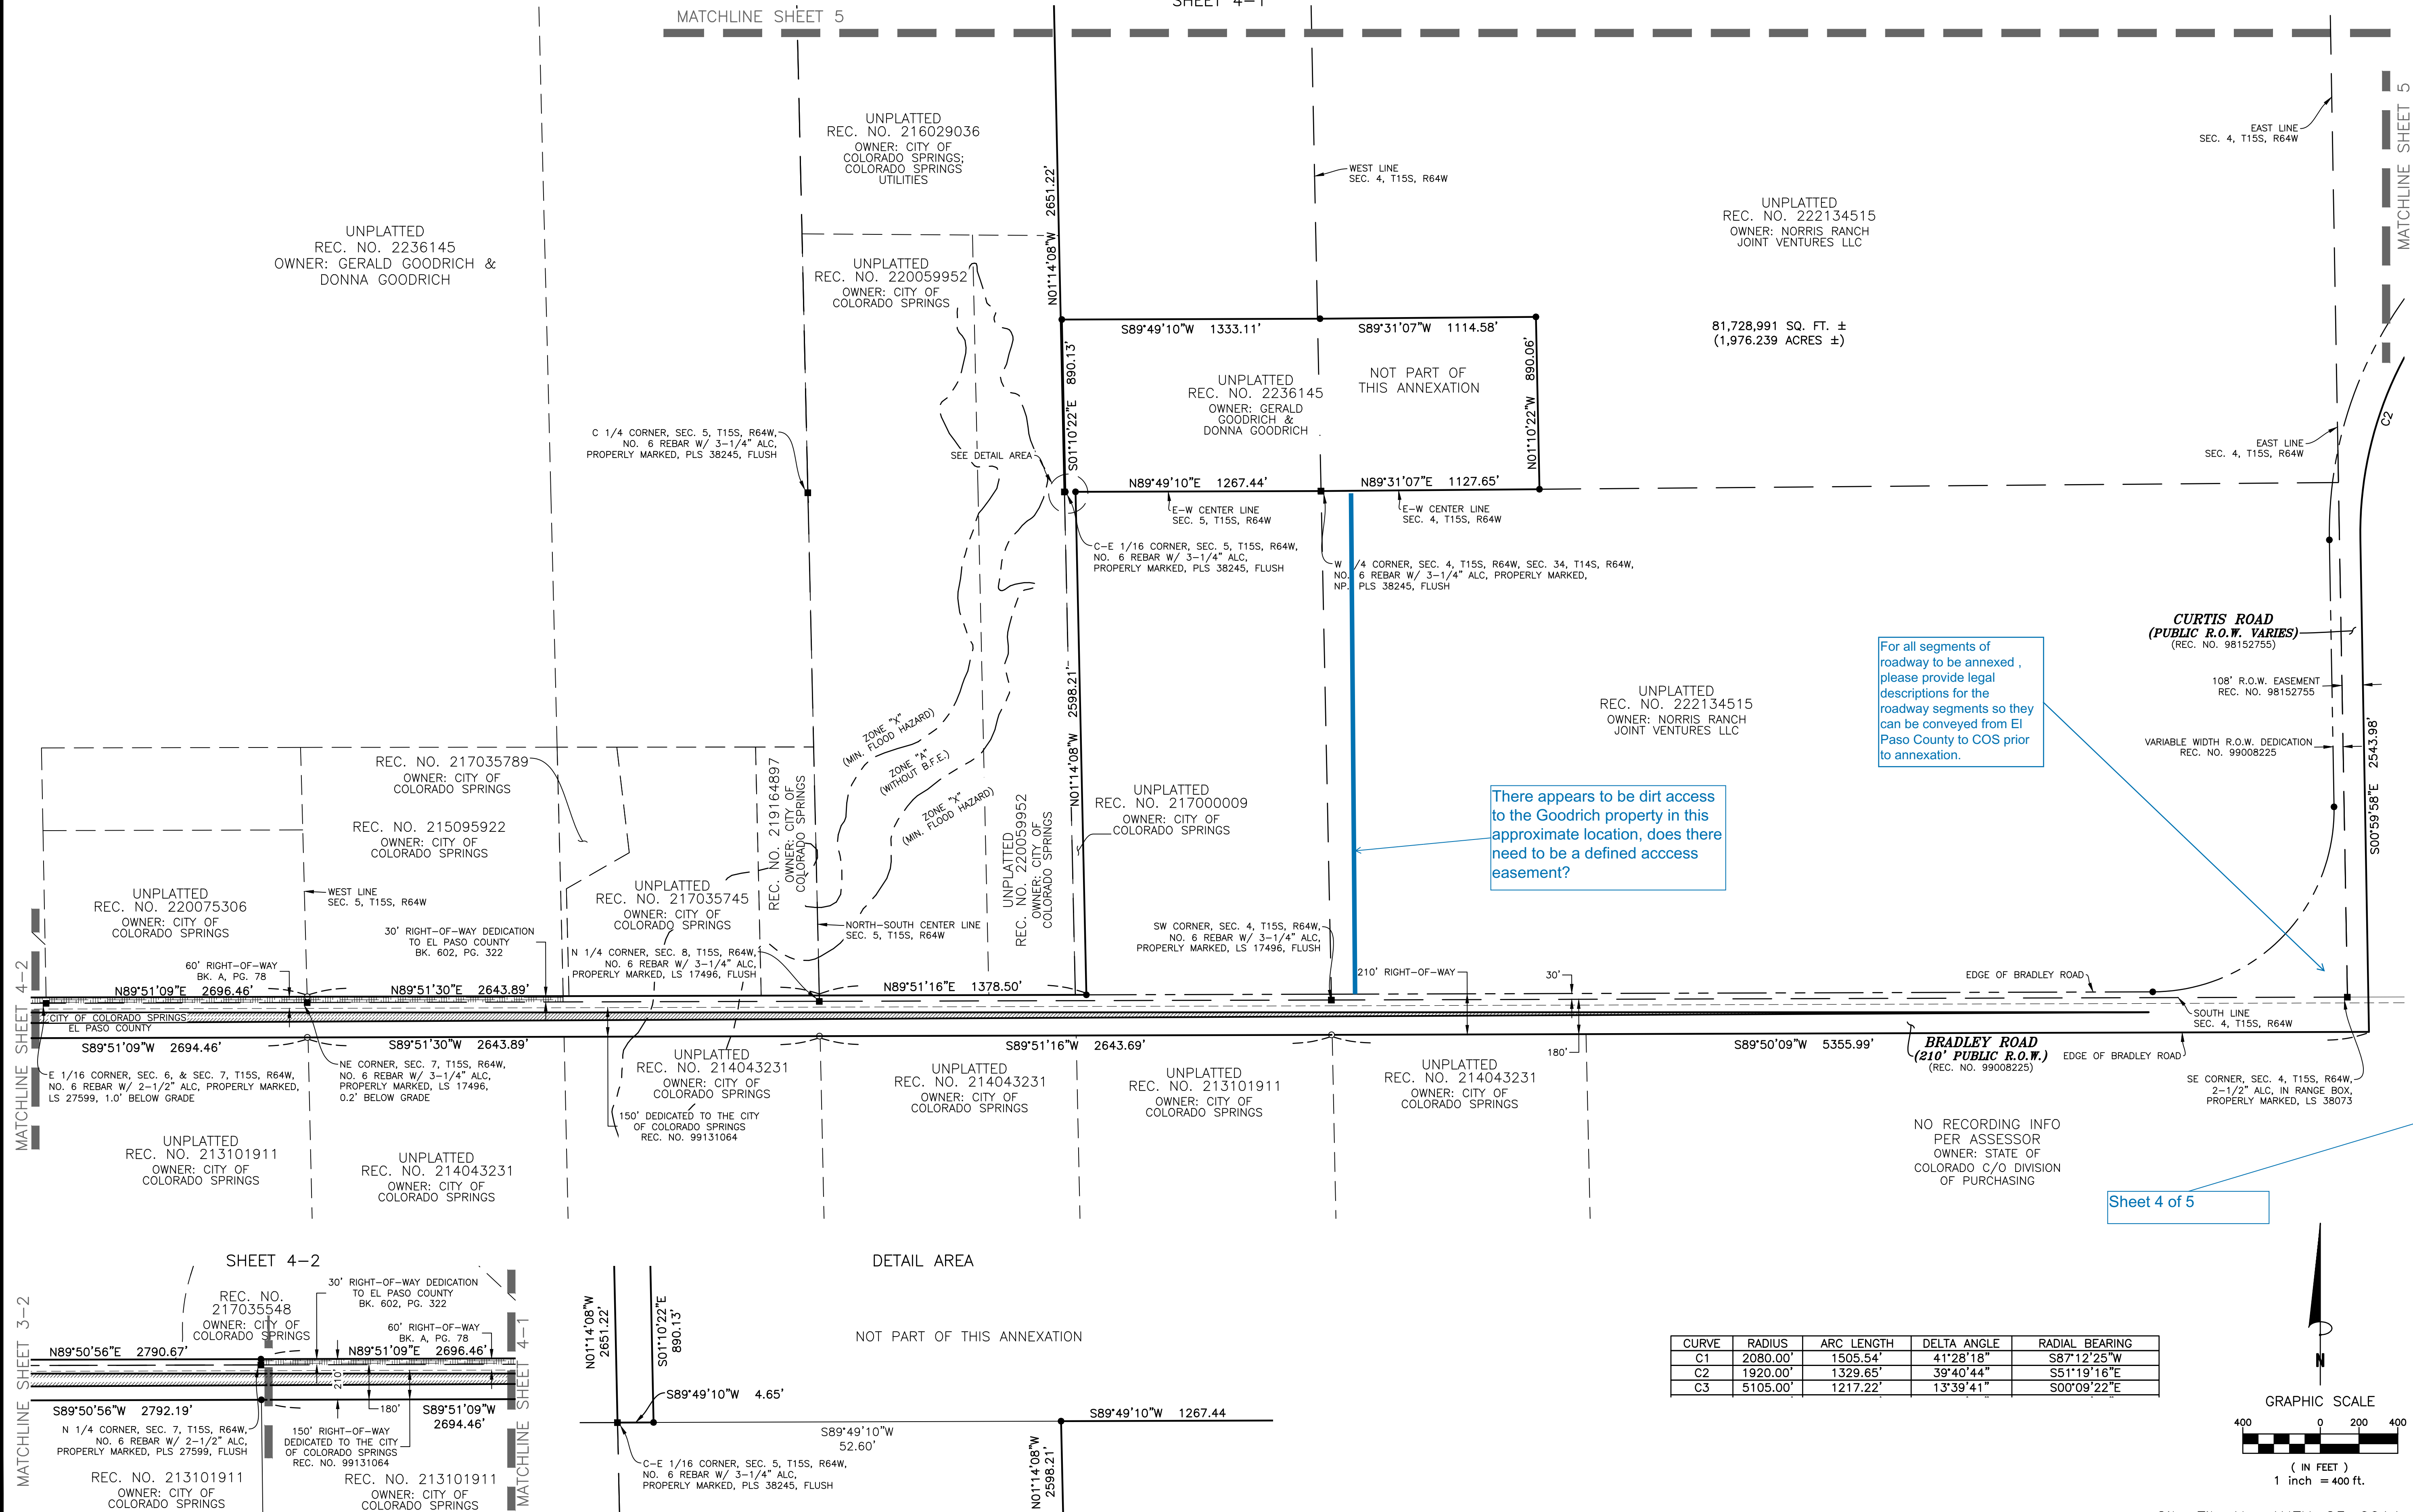 SHEET 4-1
MATCHLINE SHEET 5
MATCHLINE SHEET 5
UNPLATTED
REC. NO. 216029036
OWNER: CITY OF
COLORADO SPRINGS;
COLORADO SPRINGS
UTILITIES
EAST LINE
SEC. 4, T15S, R64W
WEST LINE
SEC. 4, T15S, R64W
UNPLATTED
REC. NO. 222134515
OWNER: NORRIS RANCH
JOINT VENTURES LLC
UNPLATTED
REC. NO. 2236145
OWNER: GERALD GOODRICH &
DONNA GOODRICH
N01°14'08"W 2651.22'
UNPLATTED
REC. NO. 220059952
OWNER: CITY OF
COLORADO SPRINGS
S89°49'10"W 1333.11'
S89°31'07"W 1114.58'
81,728,991 SQ. FT. ±
(1,976.239 ACRES ±)
S01°10'22"E 890.13'
N01°10'22"W 890.06'
UNPLATTED
REC. NO. 2236145
OWNER: GERALD
GOODRICH &
DONNA GOODRICH
NOT PART OF
THIS ANNEXATION
C2
C 1/4 CORNER, SEC. 5, T15S, R64W,
NO. 6 REBAR W/ 3-1/4" ALC,
PROPERLY MARKED, PLS 38245, FLUSH
SEE DETAIL AREA
EAST LINE
SEC. 4, T15S, R64W
N89°49'10"E 1267.44'
N89°31'07"E 1127.65'
E-W CENTER LINE
SEC. 5, T15S, R64W
E-W CENTER LINE
SEC. 4, T15S, R64W
C-E 1/16 CORNER, SEC. 5, T15S, R64W,
NO. 6 REBAR W/ 3-1/4" ALC,
PROPERLY MARKED, PLS 38245, FLUSH
W /4 CORNER, SEC. 4, T15S, R64W, SEC. 34, T14S, R64W,
NO. 6 REBAR W/ 3-1/4" ALC, PROPERLY MARKED,
NP. PLS 38245, FLUSH
CURTIS ROAD
(PUBLIC R.O.W. VARIES)
(REC. NO. 98152755)
For all segments of
roadway to be annexed ,
please provide legal
descriptions for the
roadway segments so they
can be conveyed from El
Paso County to COS prior
to annexation.
108' R.O.W. EASEMENT
REC. NO. 98152755
VARIABLE WIDTH R.O.W. DEDICATION
REC. NO. 99008225
S00°59'58"E 2543.98'
UNPLATTED
REC. NO. 222134515
OWNER: NORRIS RANCH
JOINT VENTURES LLC
N01°14'08"W 2598.21'
ZONE "X"
(MIN. FLOOD HAZARD)
ZONE "A"
(WITHOUT B.F.E.)
ZONE "X"
(MIN. FLOOD HAZARD)
REC. NO. 217035789
OWNER: CITY OF
COLORADO SPRINGS
REC. NO. 219164897
OWNER: CITY OF
COLORADO SPRINGS
UNPLATTED
REC. NO. 220059952
OWNER: CITY OF
COLORADO SPRINGS
UNPLATTED
REC. NO. 217000009
OWNER: CITY OF
COLORADO SPRINGS
There appears to be dirt access
to the Goodrich property in this
approximate location, does there
need to be a defined acccess
easement?
REC. NO. 215095922
OWNER: CITY OF
COLORADO SPRINGS
UNPLATTED
REC. NO. 220075306
OWNER: CITY OF
COLORADO SPRINGS
WEST LINE
SEC. 5, T15S, R64W
UNPLATTED
REC. NO. 217035745
OWNER: CITY OF
COLORADO SPRINGS
NORTH-SOUTH CENTER LINE
SEC. 5, T15S, R64W
30' RIGHT-OF-WAY DEDICATION
TO EL PASO COUNTY
BK. 602, PG. 322
N 1/4 CORNER, SEC. 8, T15S, R64W,
NO. 6 REBAR W/ 3-1/4" ALC,
PROPERLY MARKED, LS 17496, FLUSH
SW CORNER, SEC. 4, T15S, R64W,
NO. 6 REBAR W/ 3-1/4" ALC,
PROPERLY MARKED, LS 17496, FLUSH
60' RIGHT-OF-WAY
BK. A, PG. 78
MATCHLINE SHEET 4-2
N89°51'09"E 2696.46'
N89°51'30"E 2643.89'
N89°51'16"E 1378.50'
210' RIGHT-OF-WAY
30'
EDGE OF BRADLEY ROAD
CITY OF COLORADO SPRINGS
EL PASO COUNTY
SOUTH LINE
SEC. 4, T15S, R64W
S89°51'09"W 2694.46'
S89°51'30"W 2643.89'
S89°51'16"W 2643.69'
180'
S89°50'09"W 5355.99'
BRADLEY ROAD
(210' PUBLIC R.O.W.)
(REC. NO. 99008225)
EDGE OF BRADLEY ROAD
E 1/16 CORNER, SEC. 6, & SEC. 7, T15S, R64W,
NO. 6 REBAR W/ 2-1/2" ALC, PROPERLY MARKED,
LS 27599, 1.0' BELOW GRADE
NE CORNER, SEC. 7, T15S, R64W,
NO. 6 REBAR W/ 3-1/4" ALC,
PROPERLY MARKED, LS 17496,
0.2' BELOW GRADE
UNPLATTED
REC. NO. 214043231
OWNER: CITY OF
COLORADO SPRINGS
UNPLATTED
REC. NO. 214043231
OWNER: CITY OF
COLORADO SPRINGS
UNPLATTED
REC. NO. 213101911
OWNER: CITY OF
COLORADO SPRINGS
UNPLATTED
REC. NO. 214043231
OWNER: CITY OF
COLORADO SPRINGS
SE CORNER, SEC. 4, T15S, R64W,
2-1/2" ALC, IN RANGE BOX,
PROPERLY MARKED, LS 38073
150' DEDICATED TO THE CITY
OF COLORADO SPRINGS
REC. NO. 99131064
UNPLATTED
REC. NO. 213101911
OWNER: CITY OF
COLORADO SPRINGS
UNPLATTED
REC. NO. 214043231
OWNER: CITY OF
COLORADO SPRINGS
NO RECORDING INFO
PER ASSESSOR
OWNER: STATE OF
COLORADO C/O DIVISION
OF PURCHASING
Sheet 4 of 5
SHEET 4-2
MATCHLINE SHEET 3-2
REC. NO.
217035548
OWNER: CITY OF
COLORADO SPRINGS
30' RIGHT-OF-WAY DEDICATION
TO EL PASO COUNTY
BK. 602, PG. 322
60' RIGHT-OF-WAY
BK. A, PG. 78
MATCHLINE SHEET 4-1
N89°50'56"E 2790.67'
N89°51'09"E 2696.46'
210'
180'
S89°50'56"W 2792.19'
S89°51'09"W
2694.46'
N 1/4 CORNER, SEC. 7, T15S, R64W,
NO. 6 REBAR W/ 2-1/2" ALC,
PROPERLY MARKED, PLS 27599, FLUSH
150' RIGHT-OF-WAY
DEDICATED TO THE CITY
OF COLORADO SPRINGS
REC. NO. 99131064
REC. NO. 213101911
OWNER: CITY OF
COLORADO SPRINGS
REC. NO. 213101911
OWNER: CITY OF
COLORADO SPRINGS
DETAIL AREA
N01°14'08"W
2651.22'
S01°10'22"E
890.13'
NOT PART OF THIS ANNEXATION
S89°49'10"W 4.65'
S89°49'10"W
52.60'
S89°49'10"W 1267.44
C-E 1/16 CORNER, SEC. 5, T15S, R64W,
NO. 6 REBAR W/ 3-1/4" ALC,
PROPERLY MARKED, PLS 38245, FLUSH
N01°14'08"W
2598.21'
CURVE RADIUS ARC LENGTH DELTA ANGLE RADIAL BEARING
C1 2080.00' 1505.54' 41°28'18" S87°12'25"W
C2 1920.00' 1329.65' 39°40'44" S51°19'16"E
C3 5105.00' 1217.22' 13°39'41" S00°09'22"E
N
GRAPHIC SCALE
400 0 200 400
( IN FEET )
1 inch = 400 ft.